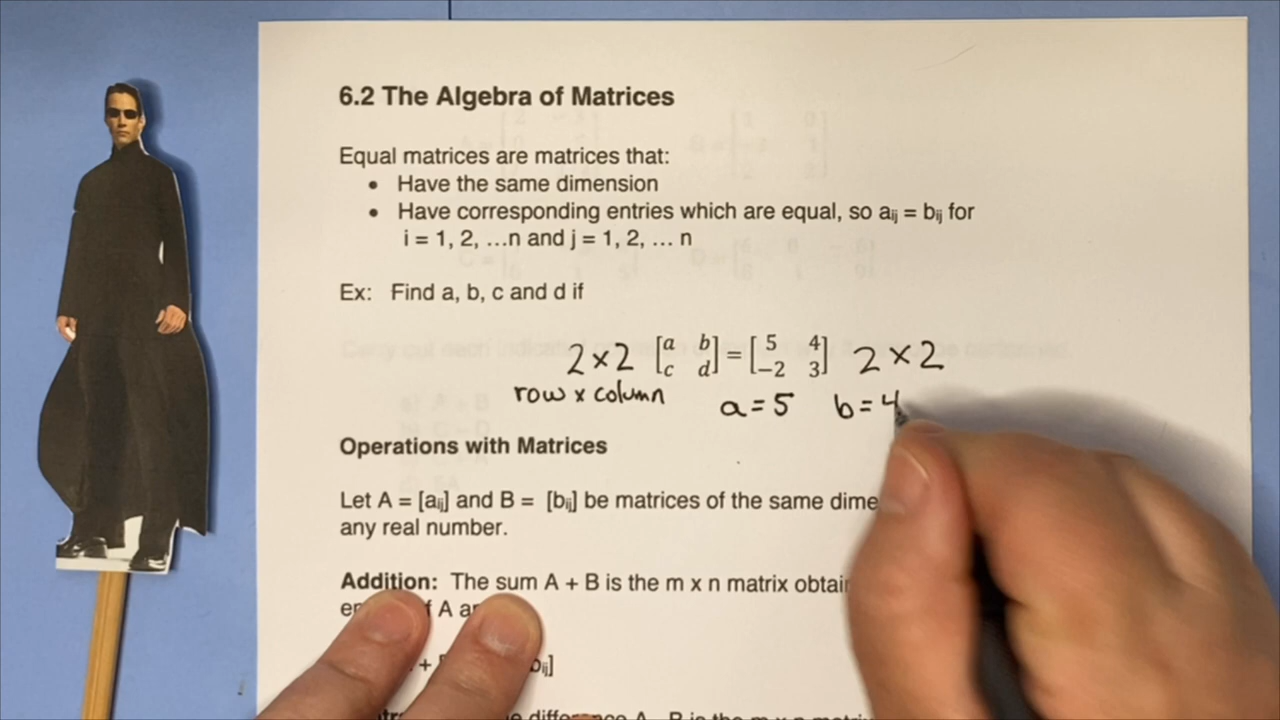 6.2 The Algebra of Matrices
Equal matrices are matrices that:
• Have the same dimension
• Have corresponding entries which are equal, so aᵢⱼ = bᵢⱼ for
i = 1, 2, …n and j = 1, 2, … n
Ex: Find a, b, c and d if
2 × 2 [a b] = [5 4] 2 × 2
[c d] [−2 3]
row × column a = 5 b = 4
Operations with Matrices
Let A = [aᵢⱼ] and B = [bᵢⱼ] be matrices of the same dime
any real number.
Addition: The sum A + B is the m x n matrix obtai
A
+ bᵢⱼ]